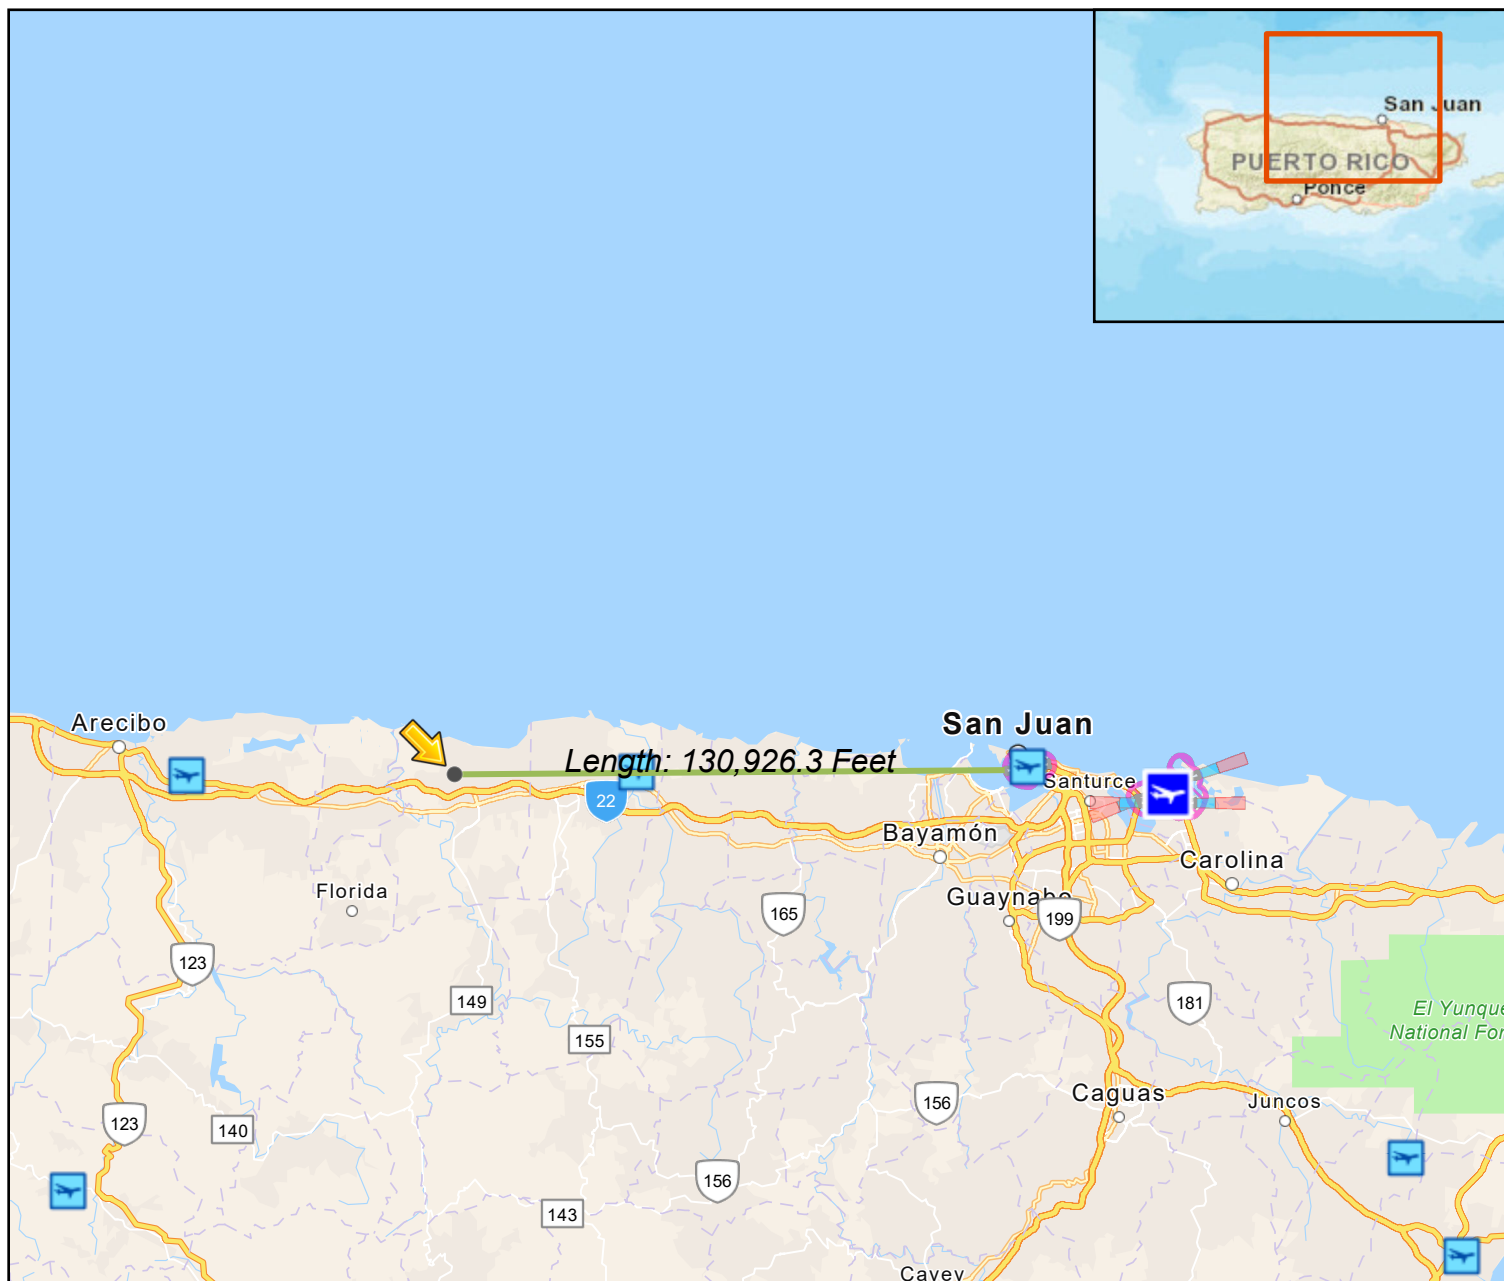 San Juan
PUERTO RICO
Ponce
Arecibo
San Juan
Length: 130,926.3 Feet
Santurce
22
Bayamón
Carolina
Florida
Guaynabo
165
199
123
149
181
El Yunque
National For
155
Caguas
156
Juncos
123
140
156
143
Cayey